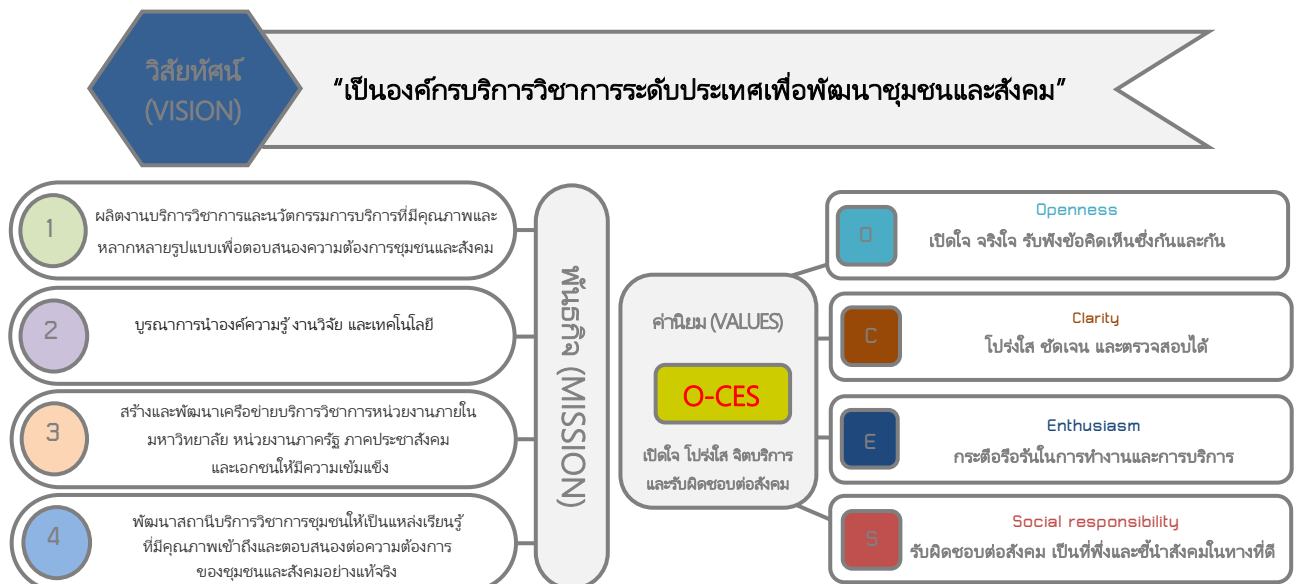 วิสัยทัศน์
(VISION)
“เป็นองค์กรบริการวิชาการระดับประเทศเพื่อพัฒนาชุมชนและสังคม”
1
ผลิตงานบริการวิชาการและนวัตกรรมการบริการที่มีคุณภาพและ
หลากหลายรูปแบบเพื่อตอบสนองความต้องการชุมชนและสังคม
2
บูรณาการนำองค์ความรู้ งานวิจัย และเทคโนโลยี
3
สร้างและพัฒนาเครือข่ายบริการวิชาการหน่วยงานภายใน
มหาวิทยาลัย หน่วยงานภาครัฐ ภาคประชาสังคม
และเอกชนให้มีความเข้มแข็ง
4
พัฒนาสถานีบริการวิชาการชุมชนให้เป็นแหล่งเรียนรู้
ที่มีคุณภาพเข้าถึงและตอบสนองต่อความต้องการ
ของชุมชนและสังคมอย่างแท้จริง
พันธกิจ (MISSION)
ค่านิยม (VALUES)
O-CES
เปิดใจ โปร่งใส จิตบริการ
และรับผิดชอบต่อสังคม
O
Openness
เปิดใจ จริงใจ รับฟังข้อคิดเห็นซึ่งกันและกัน
C
Clarity
โปร่งใส ชัดเจน และตรวจสอบได้
E
Enthusiasm
กระตือรือร้นในการทำงานและการบริการ
S
Social responsibility
รับผิดชอบต่อสังคม เป็นที่พึ่งและชี้นำสังคมในทางที่ดี